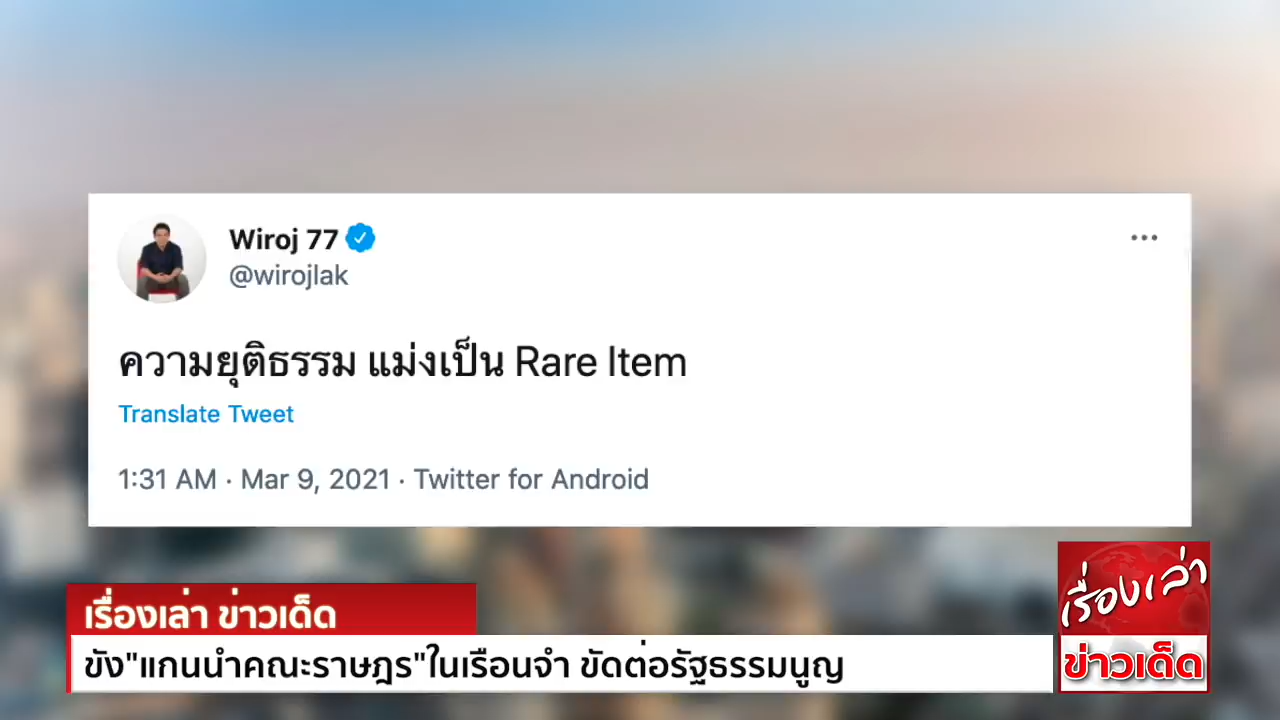 Wiroj 77
@wirojlak
ความยุติธรรม แม่งเป็น Rare Item
Translate Tweet
1:31 AM · Mar 9, 2021 · Twitter for Android
เรื่องเล่า ข่าวเด็ด
ขัง"แกนนำคณะราษฎร"ในเรือนจำ ขัดต่อรัฐธรรมนูญ
เรื่องเล่า
ข่าวเด็ด